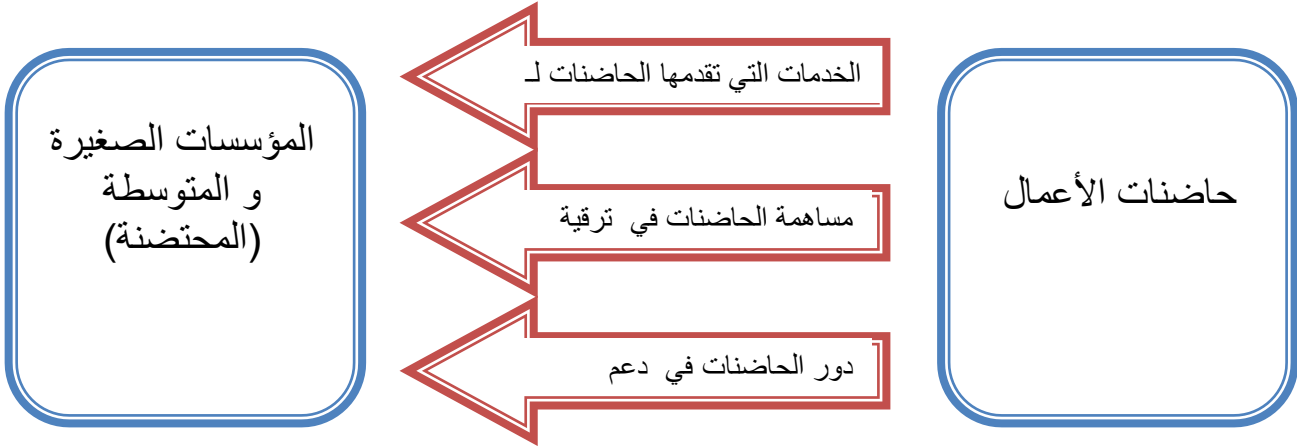 حاضنات الأعمال
الخدمات التي تقدمها الحاضنات لـ
مساهمة الحاضنات في ترقية
دور الحاضنات في دعم
المؤسسات الصغيرة
و المتوسطة
(المحتضنة)